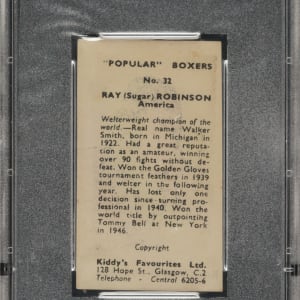 "POPULAR" BOXERS
No. 32
RAY (Sugar) ROBINSON
America
Welterweight champion of the
world.—Real name Walker
Smith, born in Michigan in
1922. Had a great reputa-
tion as an amateur, winning
over 90 fights without de-
feat. Won the Golden Gloves
tournament feathers in 1939
and welter in the following
year. Has lost only one
decision since turning pro-
fessional in 1940. Won the
world title by outpointing
Tommy Bell at New York
in 1946.
Copyright
Kiddy's Favourites Ltd.
128 Hope St., Glasgow, C.2
Telephone - Central 6205-6